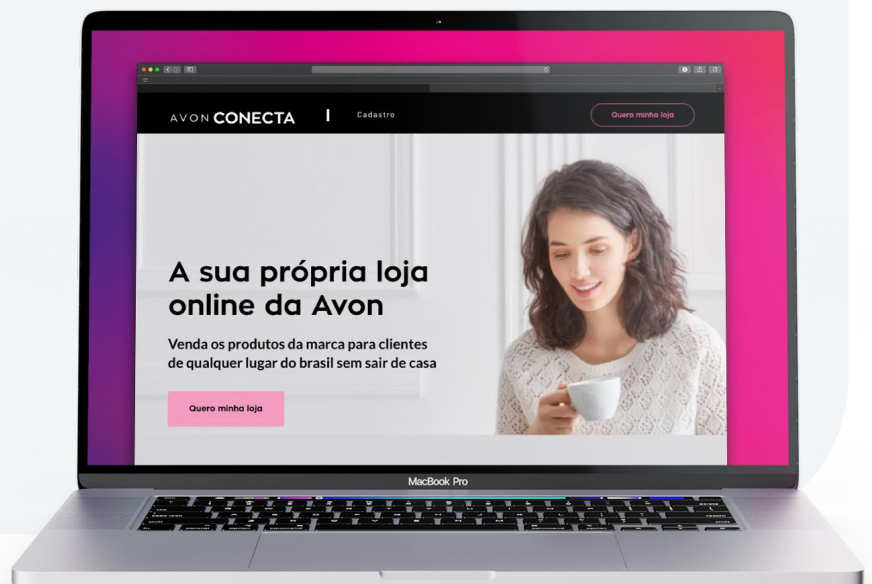 AVON CONECTA
Cadastro
Quero minha loja
A sua própria loja
online da Avon
Venda os produtos da marca para clientes
de qualquer lugar do brasil sem sair de casa
Quero minha loja
MacBook Pro